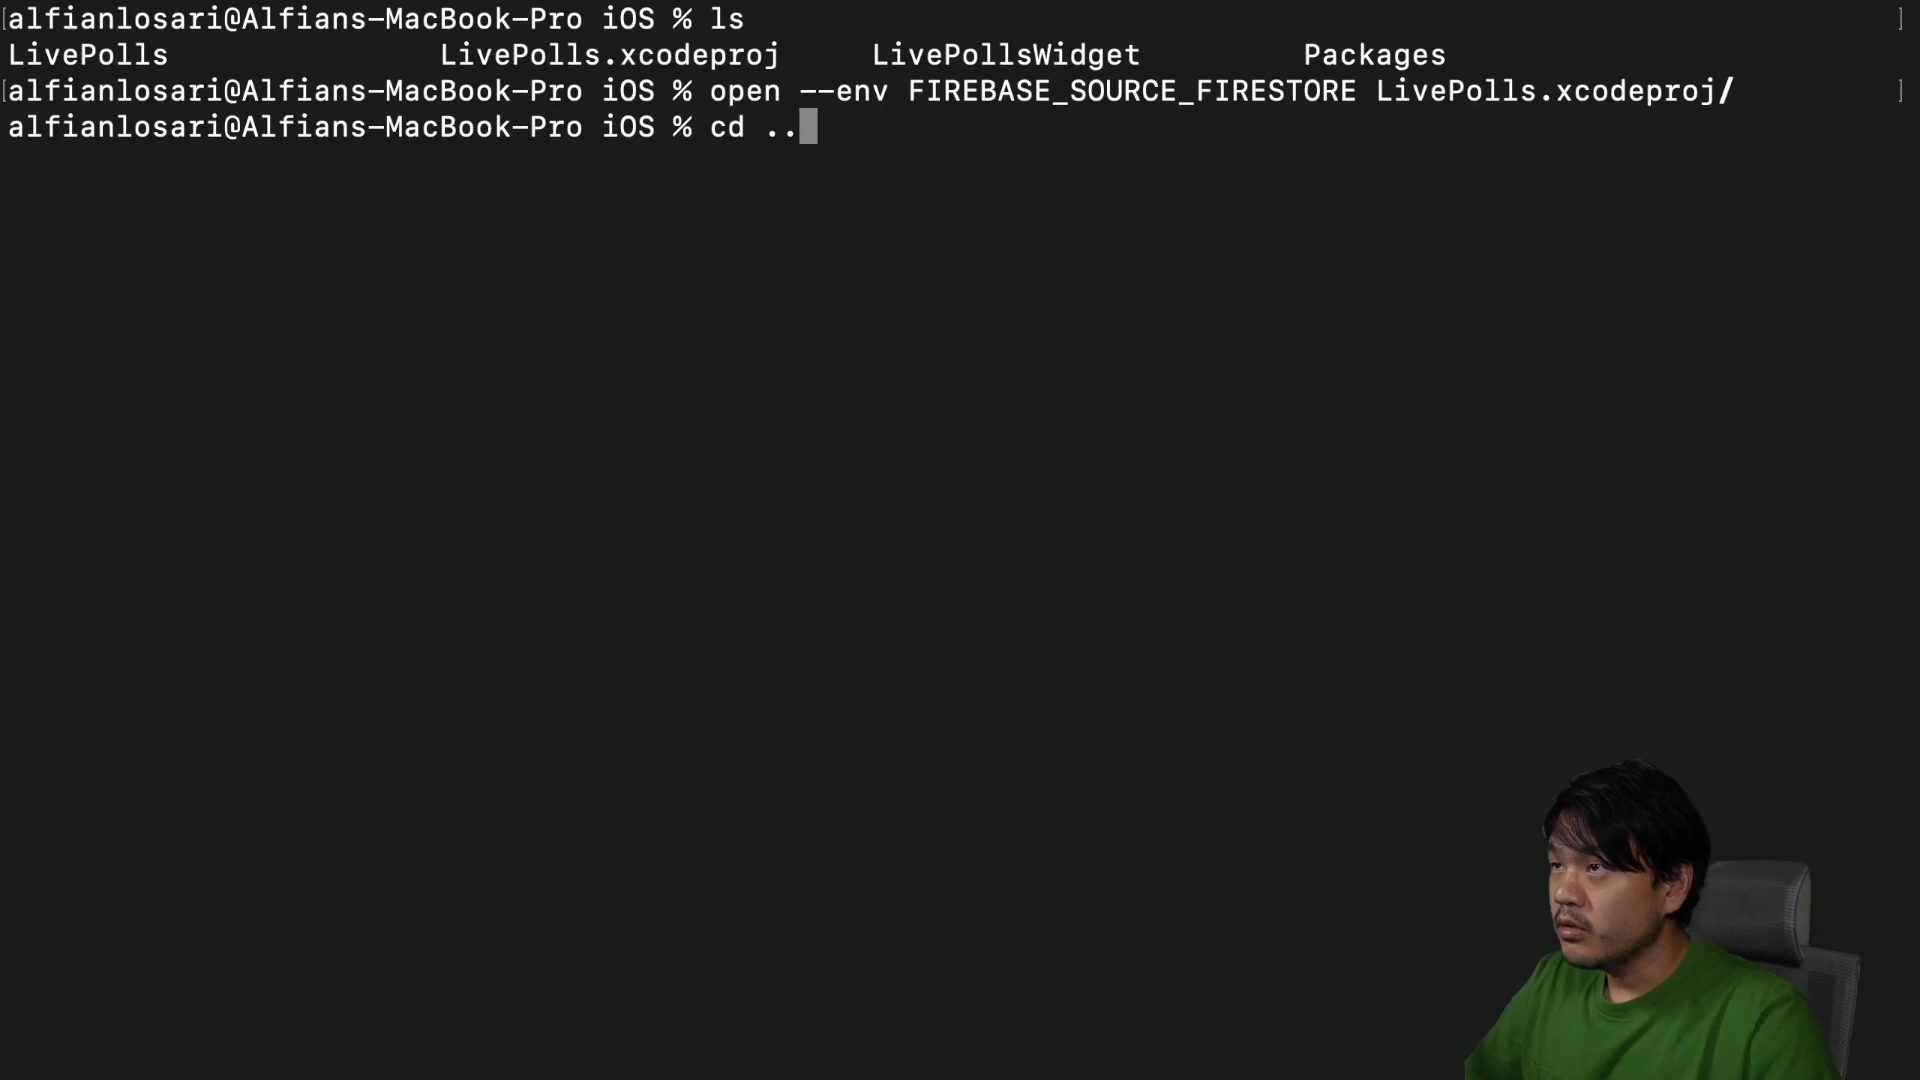 alfianlosari@Alfians-MacBook-Pro iOS % ls
LivePolls LivePolls.xcodeproj LivePollsWidget Packages
alfianlosari@Alfians-MacBook-Pro iOS % open --env FIREBASE_SOURCE_FIRESTORE LivePolls.xcodeproj/
alfianlosari@Alfians-MacBook-Pro iOS % cd ..